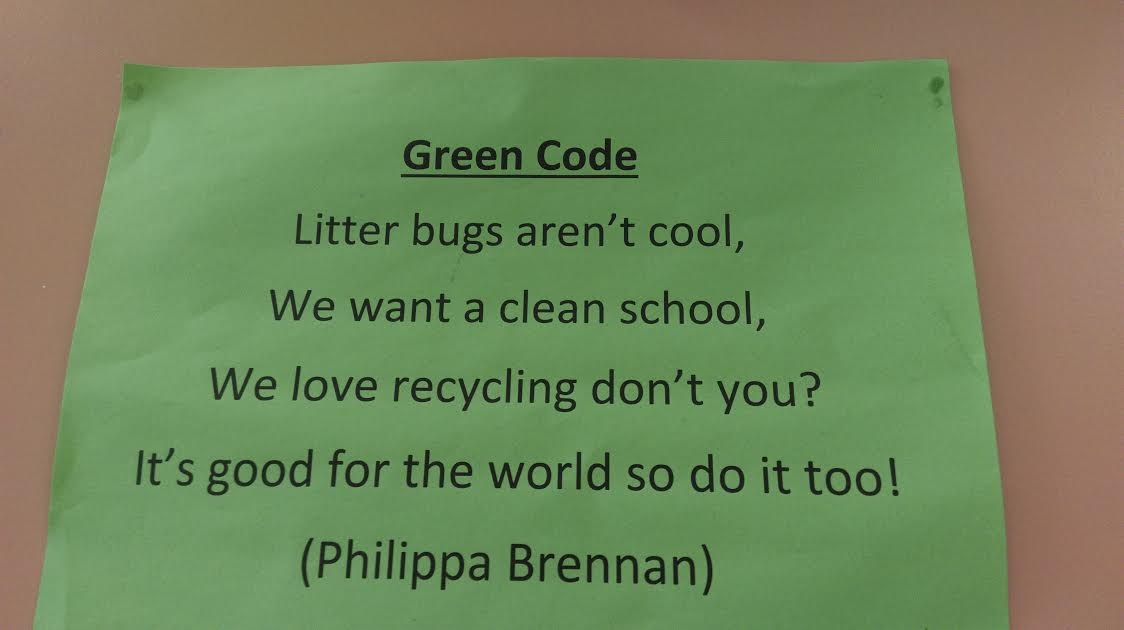 Green Code
Litter bugs aren't cool,
We want a clean school,
We love recycling don't you?
It's good for the world so do it too!
(Philippa Brennan)